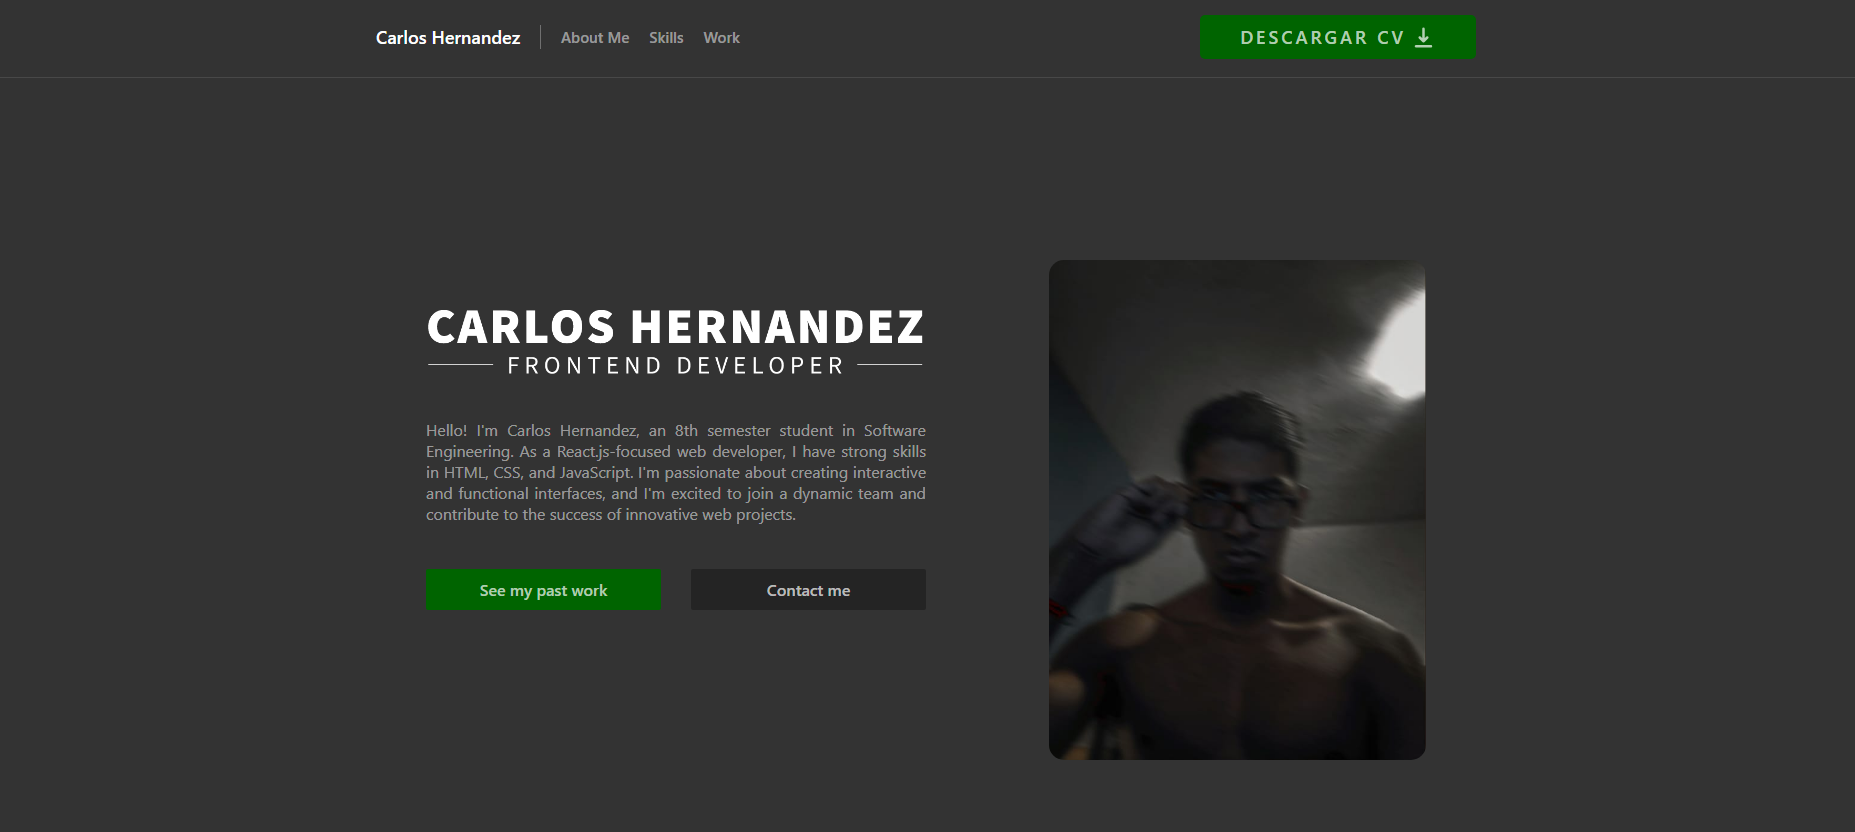 Carlos Hernandez
About Me Skills Work
DESCARGAR CV
CARLOS HERNANDEZ
FRONTEND DEVELOPER
Hello! I'm Carlos Hernandez, an 8th semester student in Software
Engineering. As a React.js-focused web developer, I have strong skills
in HTML, CSS, and JavaScript. I'm passionate about creating interactive
and functional interfaces, and I'm excited to join a dynamic team and
contribute to the success of innovative web projects.
See my past work
Contact me